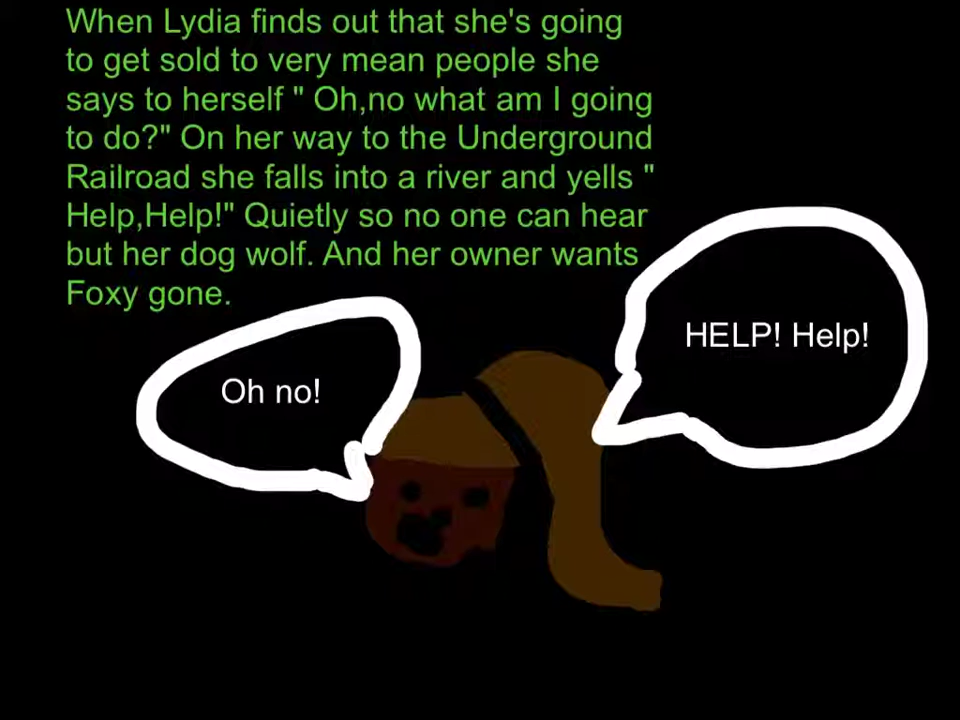 When Lydia finds out that she's going
to get sold to very mean people she
says to herself " Oh,no what am I going
to do?" On her way to the Underground
Railroad she falls into a river and yells "
Help,Help!" Quietly so no one can hear
but her dog wolf. And her owner wants
Foxy gone.
HELP! Help!
Oh no!